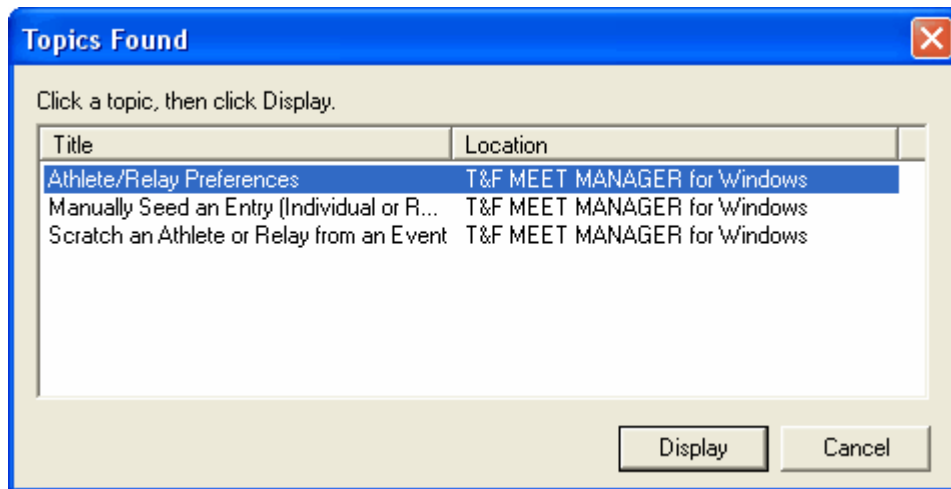 Topics Found
Click a topic, then click Display.
Title Location
Athlete/Relay Preferences T&F MEET MANAGER for Windows
Manually Seed an Entry (Individual or R... T&F MEET MANAGER for Windows
Scratch an Athlete or Relay from an Event T&F MEET MANAGER for Windows
Display Cancel